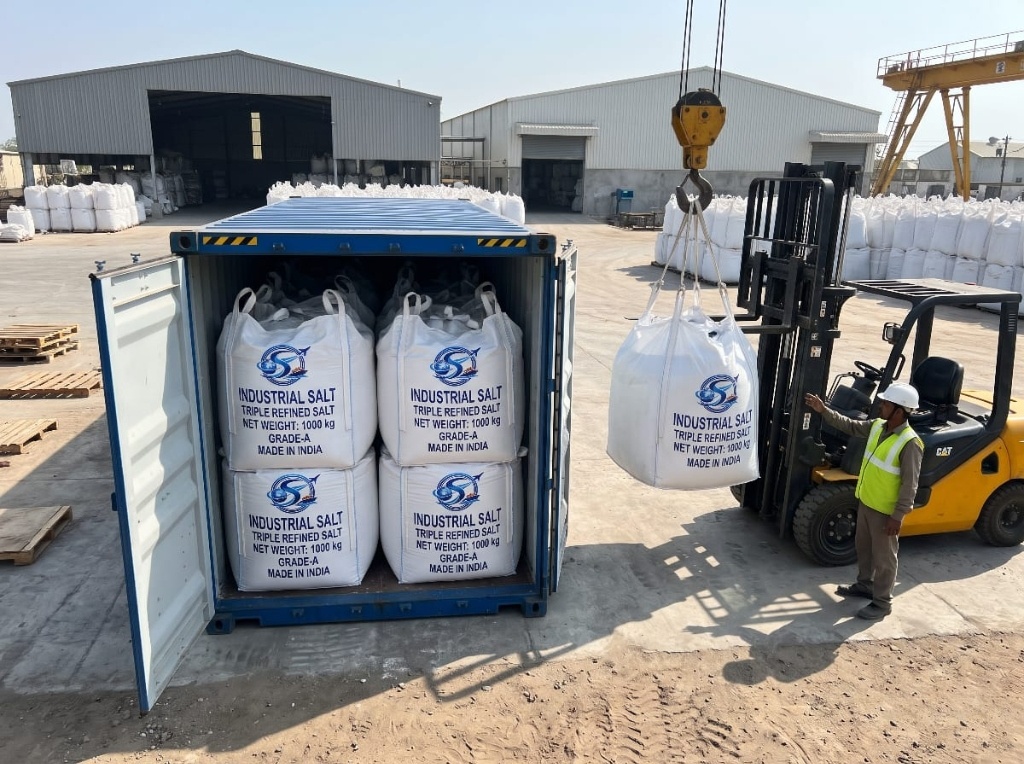 INDUSTRIAL SALT
TRIPLE REFINED SALT
NET WEIGHT: 1000 kg
GRADE-A
MADE IN INDIA
INDUSTRIAL SALT
TRIPLE REFINED SALT
NET WEIGHT: 1000 kg
GRADE-A
MADE IN INDIA
INDUSTRIAL SALT
TRIPLE REFINED SALT
NET WEIGHT: 1000 kg
MADE IN INDIA
INDUSTRIAL SALT
TRIPLE REFINED SALT
NET WEIGHT: 1000 kg
GRADE-A
MADE IN INDIA
INDUSTRIAL SALT
TRIPLE REFINED SALT
NET WEIGHT: 1000 kg
GRADE-A
MADE IN INDIA
CAT